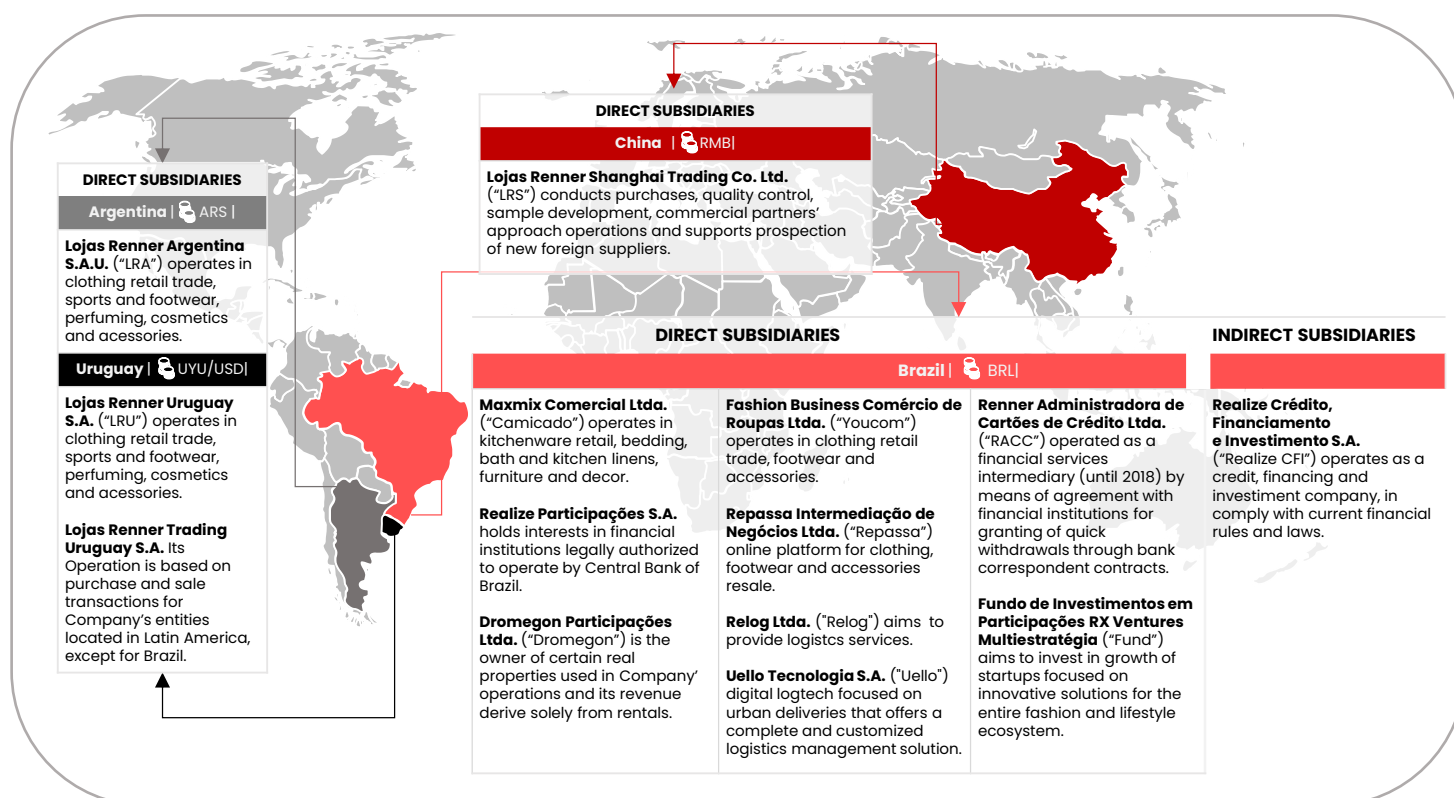 DIRECT SUBSIDIARIES
Argentina | ARS |
Lojas Renner Argentina
S.A.U. (“LRA”) operates in
clothing retail trade,
sports and footwear,
perfuming, cosmetics
and acessories.
Uruguay | UYU/USD|
Lojas Renner Uruguay
S.A. (“LRU”) operates in
clothing retail trade,
sports and footwear,
perfuming, cosmetics
and acessories.
Lojas Renner Trading
Uruguay S.A. Its
Operation is based on
purchase and sale
transactions for
Company’s entities
located in Latin America,
except for Brazil.
DIRECT SUBSIDIARIES
China | RMB|
Lojas Renner Shanghai Trading Co. Ltd.
(“LRS”) conducts purchases, quality control,
sample development, commercial partners’
approach operations and supports prospection
of new foreign suppliers.
DIRECT SUBSIDIARIES
Brazil | BRL|
Maxmix Comercial Ltda.
(“Camicado”) operates in
kitchenware retail, bedding,
bath and kitchen linens,
furniture and decor.
Realize Participações S.A.
holds interests in financial
institutions legally authorized
to operate by Central Bank of
Brazil.
Dromegon Participações
Ltda. (“Dromegon”) is the
owner of certain real
properties used in Company’
operations and its revenue
derive solely from rentals.
Fashion Business Comércio de
Roupas Ltda. (“Youcom”)
operates in clothing retail
trade, footwear and
accessories.
Repassa Intermediação de
Negócios Ltda. (“Repassa”)
online platform for clothing,
footwear and accessories
resale.
Relog Ltda. ("Relog") aims to
provide logistcs services.
Uello Tecnologia S.A. ("Uello")
digital logtech focused on
urban deliveries that offers a
complete and customized
logistics management solution.
Renner Administradora de
Cartões de Crédito Ltda.
(“RACC”) operated as a
financial services
intermediary (until 2018) by
means of agreement with
financial institutions for
granting of quick
withdrawals through bank
correspondent contracts.
Fundo de Investimentos em
Participações RX Ventures
Multiestratégia (“Fund”)
aims to invest in growth of
startups focused on
innovative solutions for the
entire fashion and lifestyle
ecosystem.
INDIRECT SUBSIDIARIES
Realize Crédito,
Financiamento
e Investimento S.A.
(“Realize CFI”) operates as a
credit, financing and
investiment company, in
comply with current financial
rules and laws.